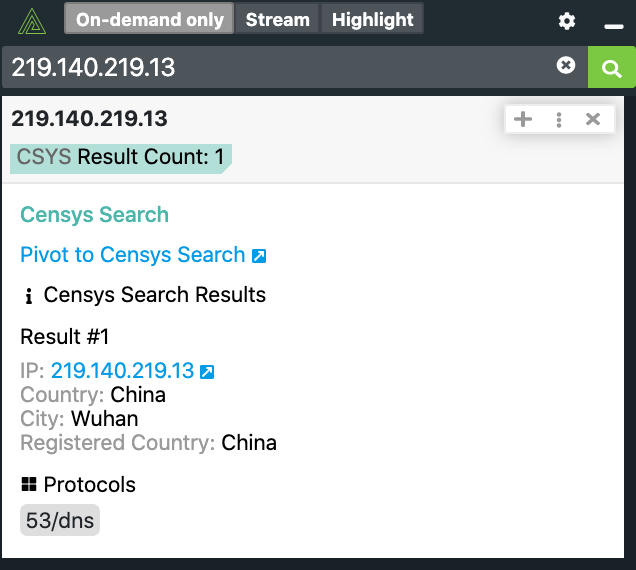 On-demand only Stream Highlight
219.140.219.13
219.140.219.13
CSYS Result Count: 1
Censys Search
Pivot to Censys Search
Censys Search Results
Result #1
IP: 219.140.219.13
Country: China
City: Wuhan
Registered Country: China
Protocols
53/dns